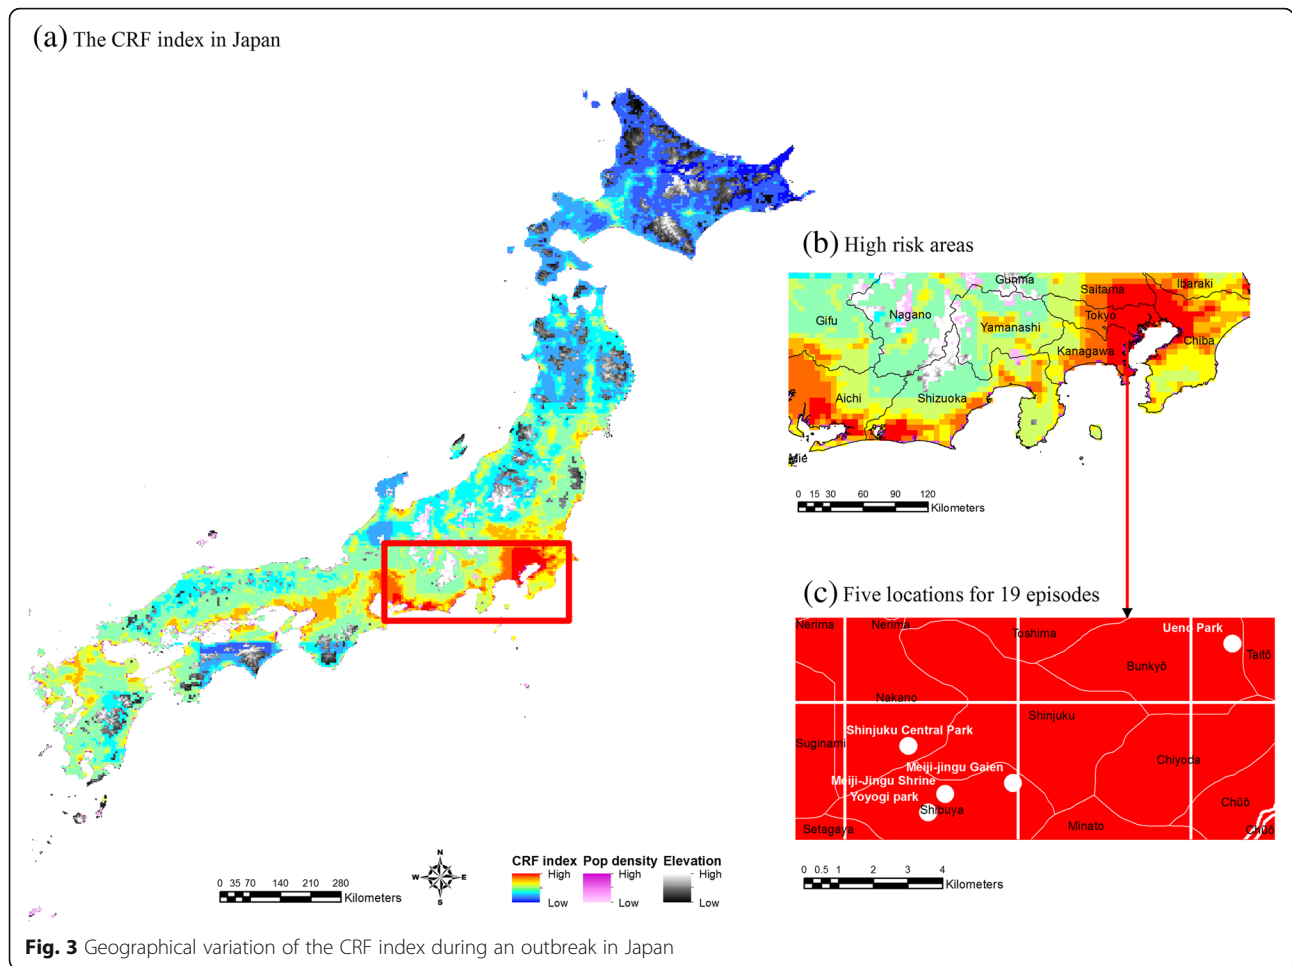 (a) The CRF index in Japan
(b) High risk areas
Gunma
Saitama
Ibaraki
Gifu
Nagano
Tokyo
Yamanashi
Kanagawa
Chiba
Aichi
Shizuoka
Mie
0 15 30 60 90 120
Kilometers
(c) Five locations for 19 episodes
Nerima
Nerima
Toshima
Ueno Park
Bunkyō
Taitō
Nakano
Shinjuku
Shinjuku Central Park
Suginami
Chiyoda
Meiji-jingu Gaien
Meiji-Jingu Shrine
Yoyogi park
Shibuya
Chūō
Setagaya
Minato
Chūō
0 0.5 1 2 3 4
Kilometers
N
W E
S
0 35 70 140 210 280
Kilometers
CRF index Pop density Elevation
High High High
Low Low Low
Fig. 3 Geographical variation of the CRF index during an outbreak in Japan